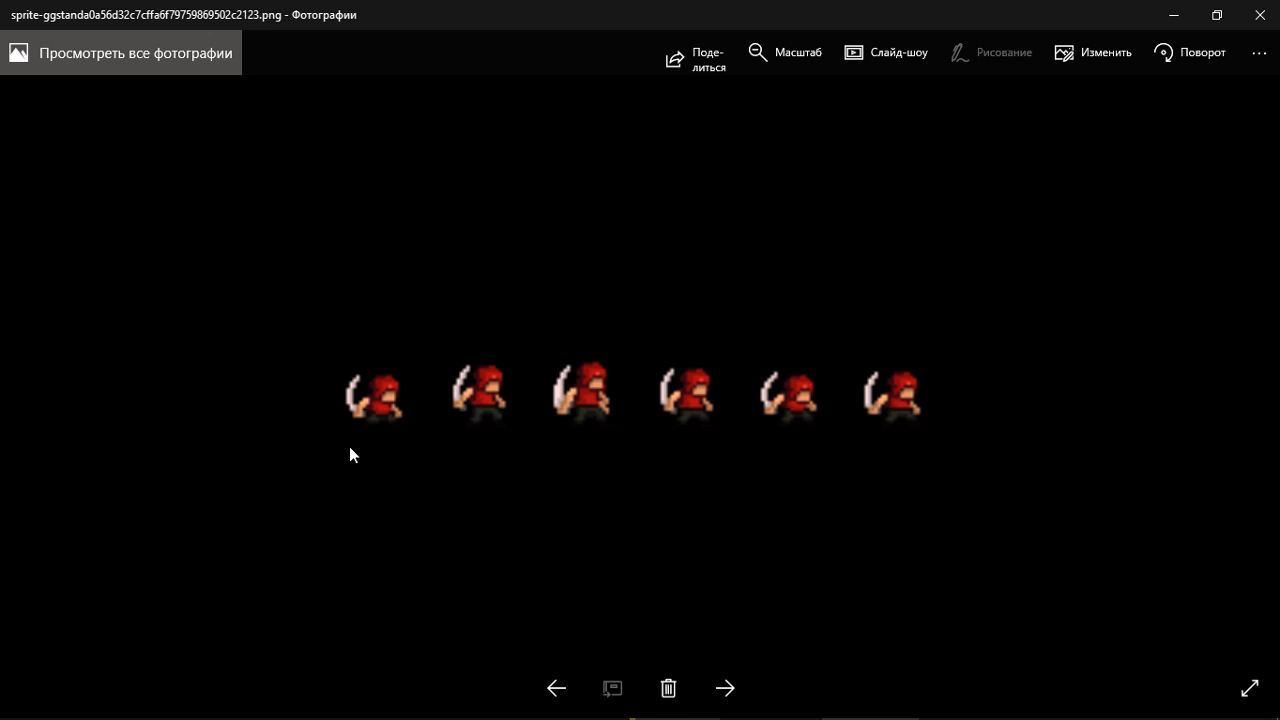 sprite-ggstanda0a56d32c7cffa6f79759869502c2123.png - Фотографии
Просмотреть все фотографии
Поде-
литься
Масштаб
Слайд-шоу
Рисование
Изменить
Поворот